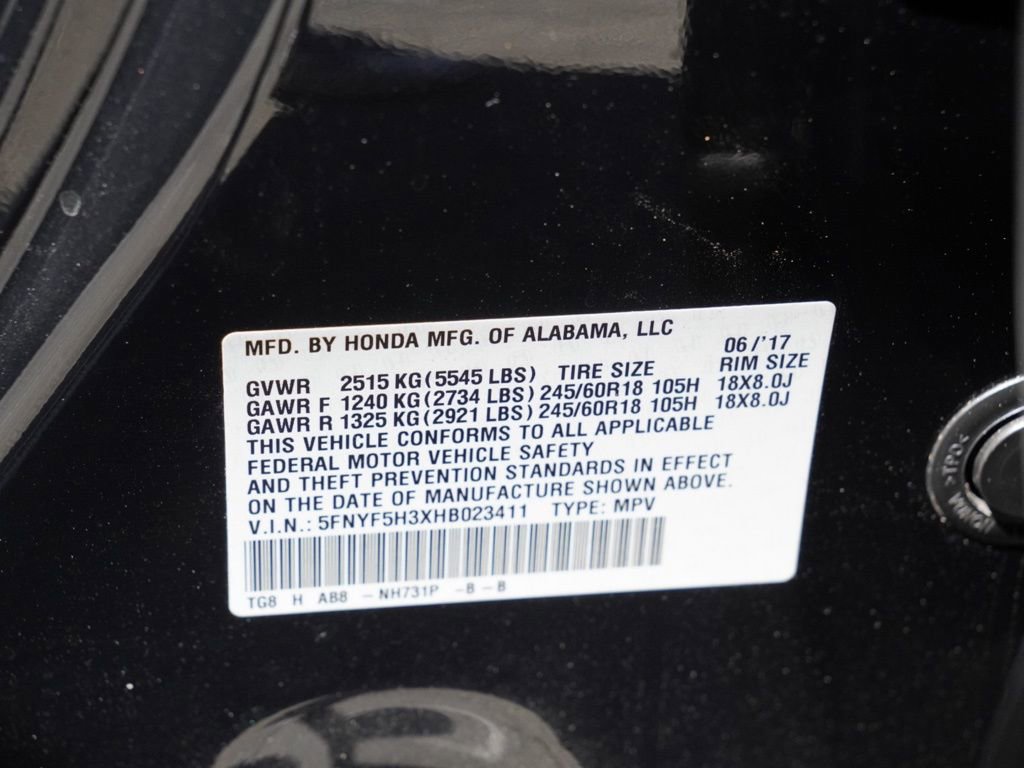 MFD. BY HONDA MFG. OF ALABAMA, LLC 06/'17
GVWR 2515 KG (5545 LBS) TIRE SIZE RIM SIZE
GAWR F 1240 KG (2734 LBS) 245/60R18 105H 18X8.0J
GAWR R 1325 KG (2921 LBS) 245/60R18 105H 18X8.0J
THIS VEHICLE CONFORMS TO ALL APPLICABLE
FEDERAL MOTOR VEHICLE SAFETY
AND THEFT PREVENTION STANDARDS IN EFFECT
ON THE DATE OF MANUFACTURE SHOWN ABOVE.
V.I.N.: 5FNYF5H3XHB023411 TYPE: MPV
TG8 H AB8 - NH731P - B - B
>TPO<